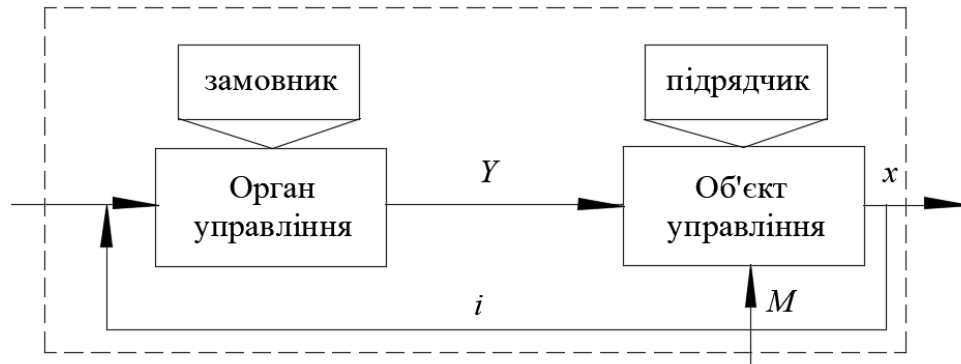 замовник
підрядчик
Орган
управління
Y
Об'єкт
управління
x
i
M